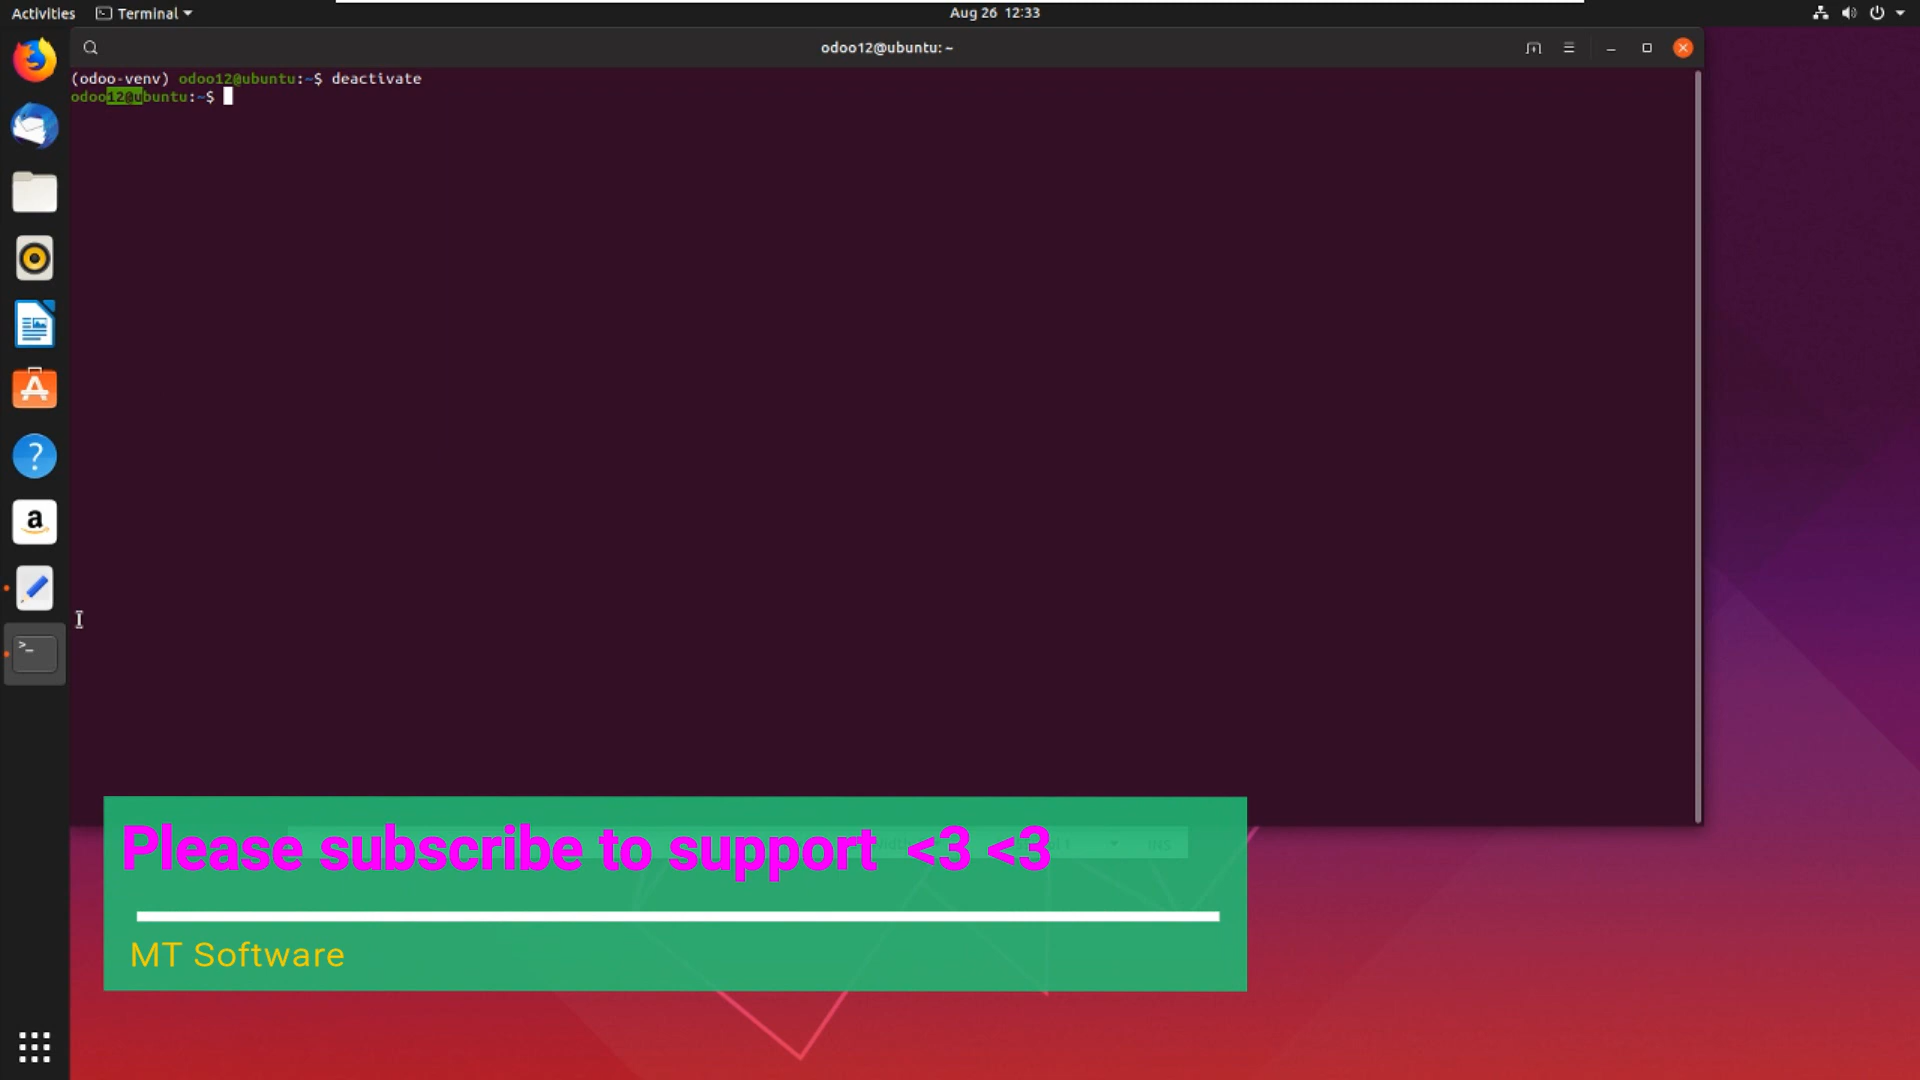 Activities
Terminal
Aug 26 12:33
odoo12@ubuntu: ~
(odoo-venv) odoo12@ubuntu:~$ deactivate
odoo12@ubuntu:~$
a
Please subscribe to support <3 <3
INS
MT Software